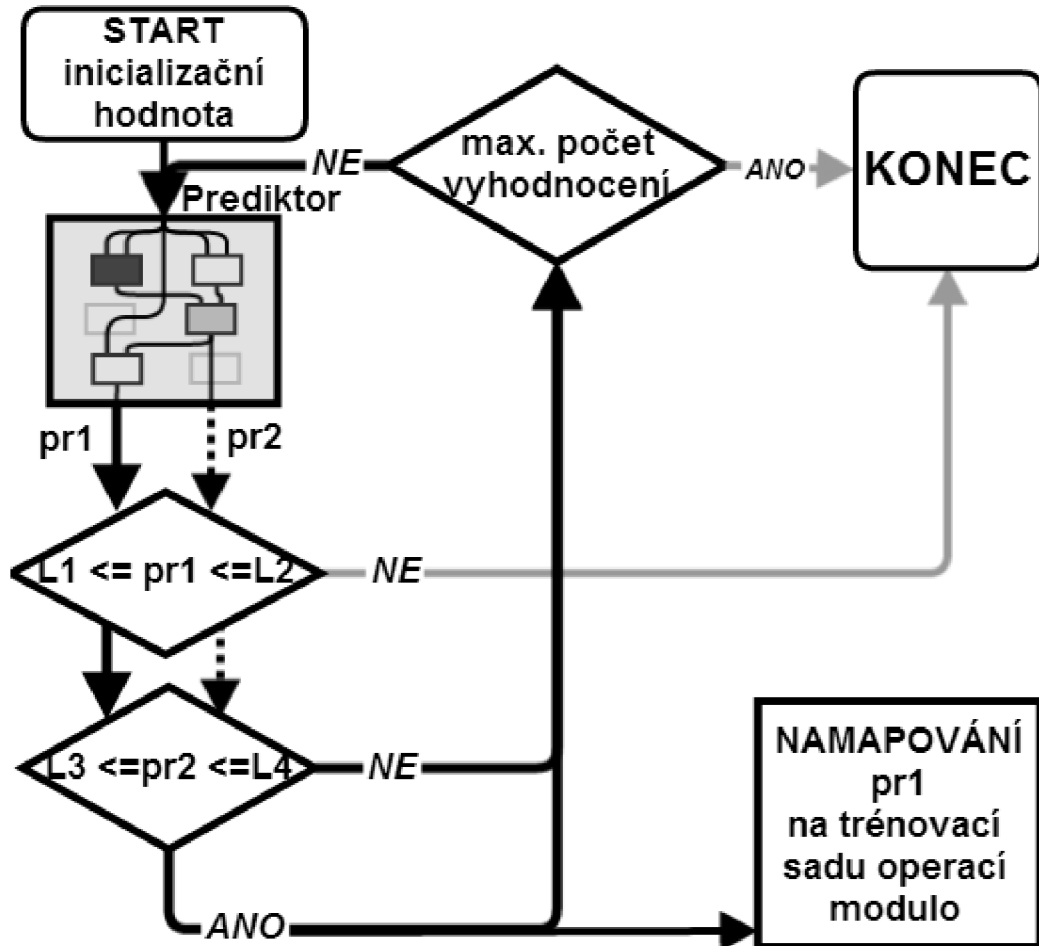 START
inicializační
hodnota
max. počet
vyhodnocení
NE
ANO
KONEC
Prediktor
pr1
pr2
L1 <= pr1 <=L2
NE
L3 <=pr2 <=L4
NE
ANO
NAMAPOVÁNÍ
pr1
na trénovací
sadu operací
modulo